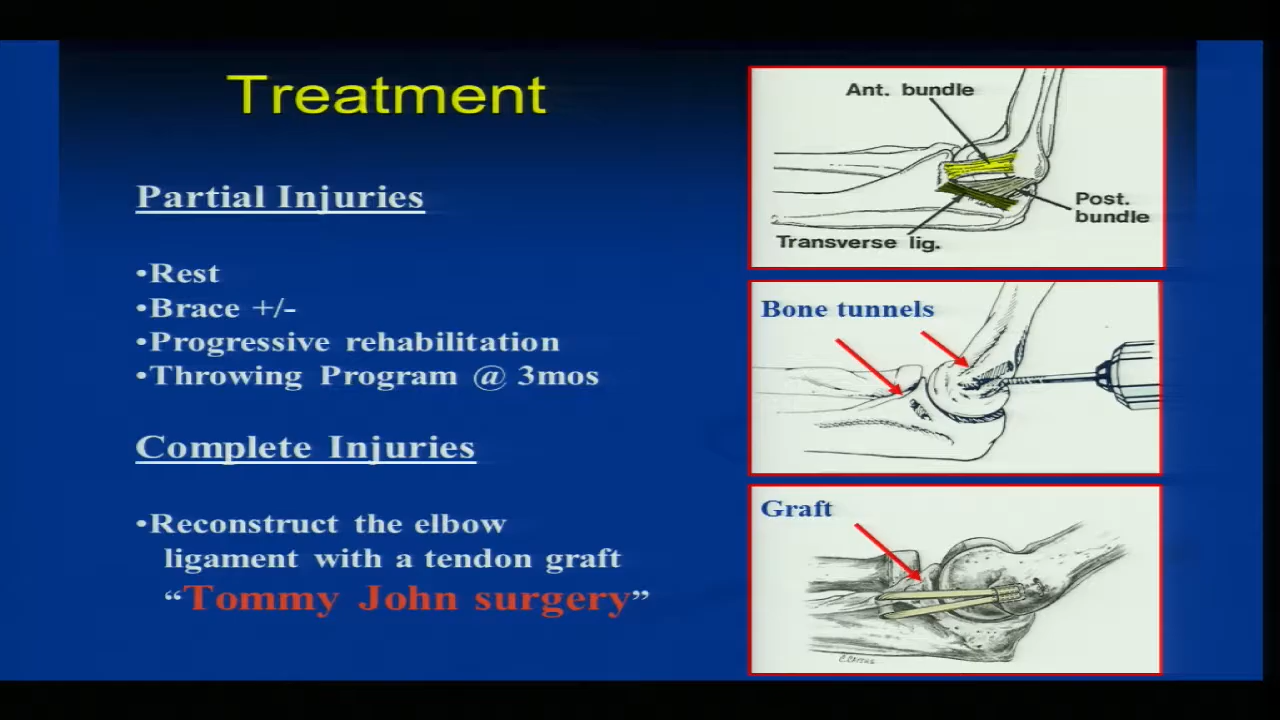 Treatment
Partial Injuries
•Rest
•Brace +/-
•Progressive rehabilitation
•Throwing Program @ 3mos
Complete Injuries
•Reconstruct the elbow
ligament with a tendon graft
“Tommy John surgery”
Ant. bundle
Post.
bundle
Transverse lig.
Bone tunnels
Graft